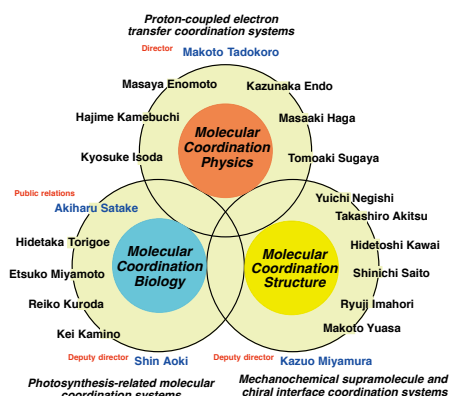 Proton-coupled electron
transfer coordination systems
Director Makoto Tadokoro
Masaya Enomoto
Kazunaka Endo
Hajime Kamebuchi
Masaaki Haga
Molecular
Coordination
Physics
Kyosuke Isoda
Tomoaki Sugaya
Public relations
Akiharu Satake
Yuichi Negishi
Takashiro Akitsu
Hidetaka Torigoe
Hidetoshi Kawai
Molecular
Coordination
Biology
Molecular
Coordination
Structure
Etsuko Miyamoto
Shinichi Saito
Reiko Kuroda
Ryuji Imahori
Kei Kamino
Makoto Yuasa
Deputy director Shin Aoki
Deputy director Kazuo Miyamura
Photosynthesis-related molecular
coordination systems
Mechanochemical supramolecule and
chiral interface coordination systems